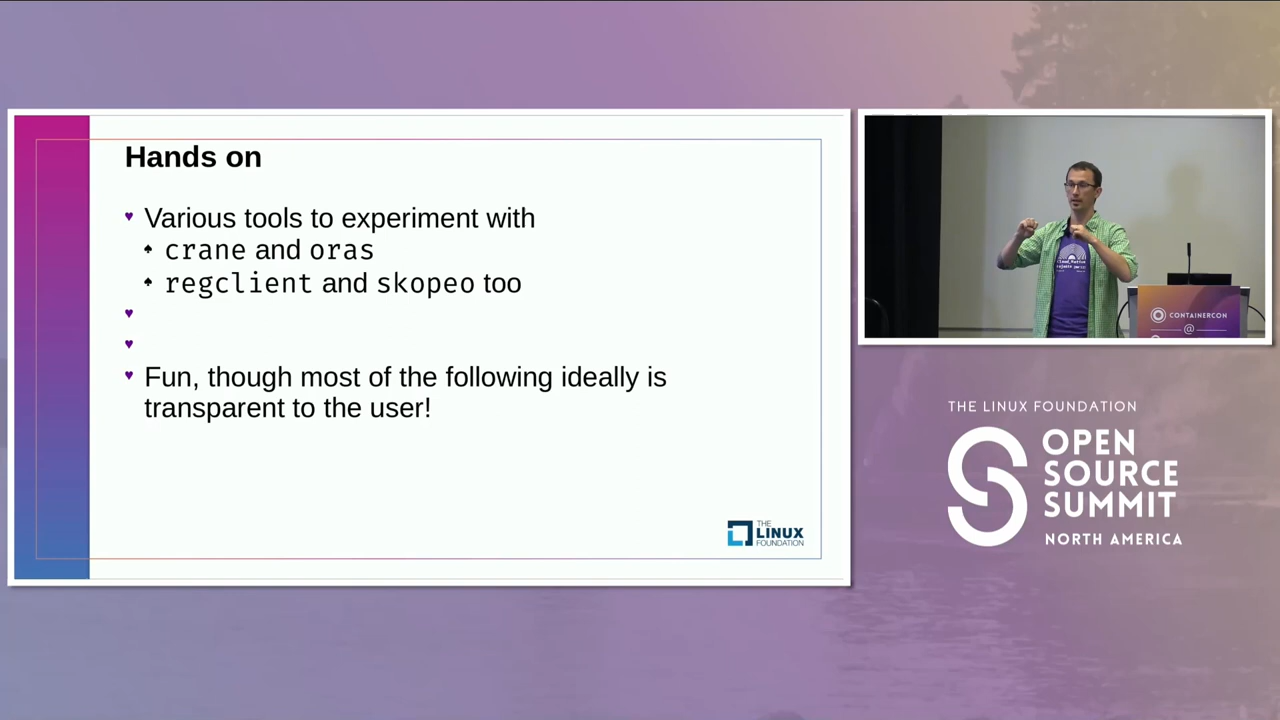 Hands on
Various tools to experiment with
crane and oras
regclient and skopeo too
Fun, though most of the following ideally is
transparent to the user!
THE
LINUX
FOUNDATION
CONTAINERCON
@
THE LINUX FOUNDATION
OPEN
SOURCE
SUMMIT
NORTH AMERICA